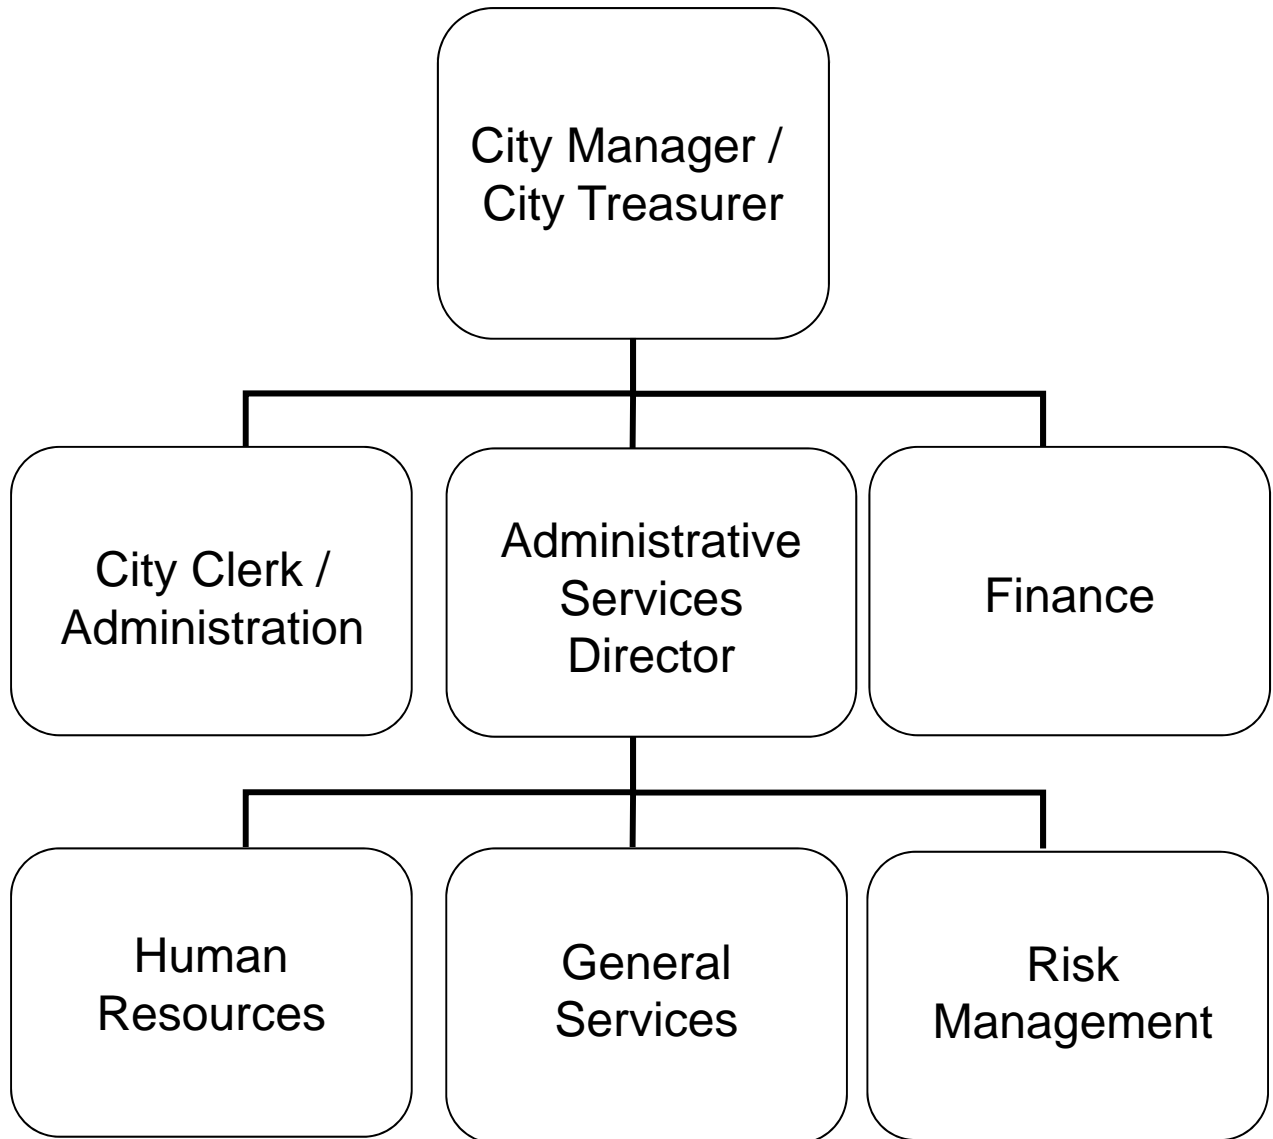 City Manager /
City Treasurer
City Clerk /
Administration
Administrative
Services
Director
Finance
Human
Resources
General
Services
Risk
Management